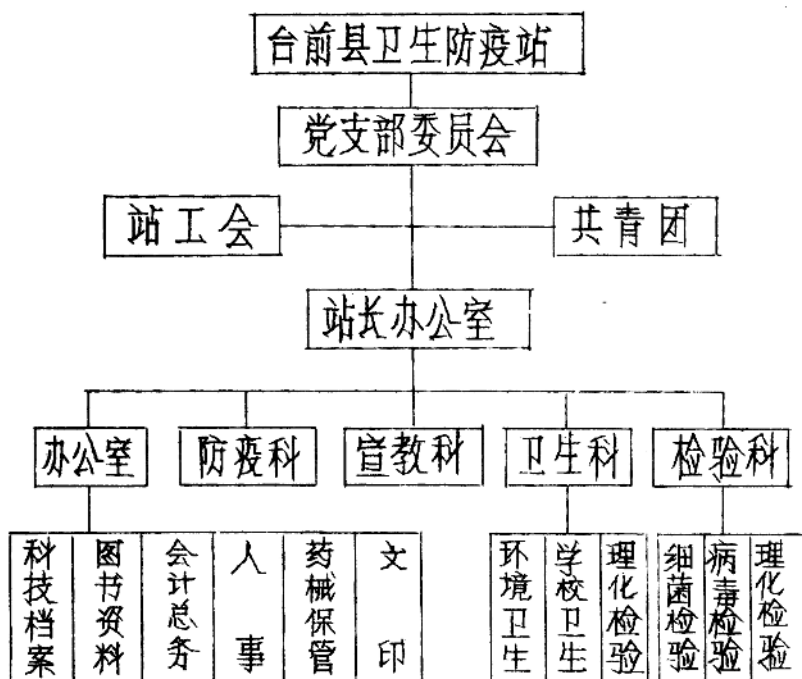 台前县卫生防疫站
党支部委员会
站工会
共青团
站长办公室
办公室
防疫科
宣教科
卫生科
检验科
科技档案
图书资料
会计总务
人事
药械保管
文印
环境卫生
学校卫生
理化检验
细菌检验
病毒检验
理化检验